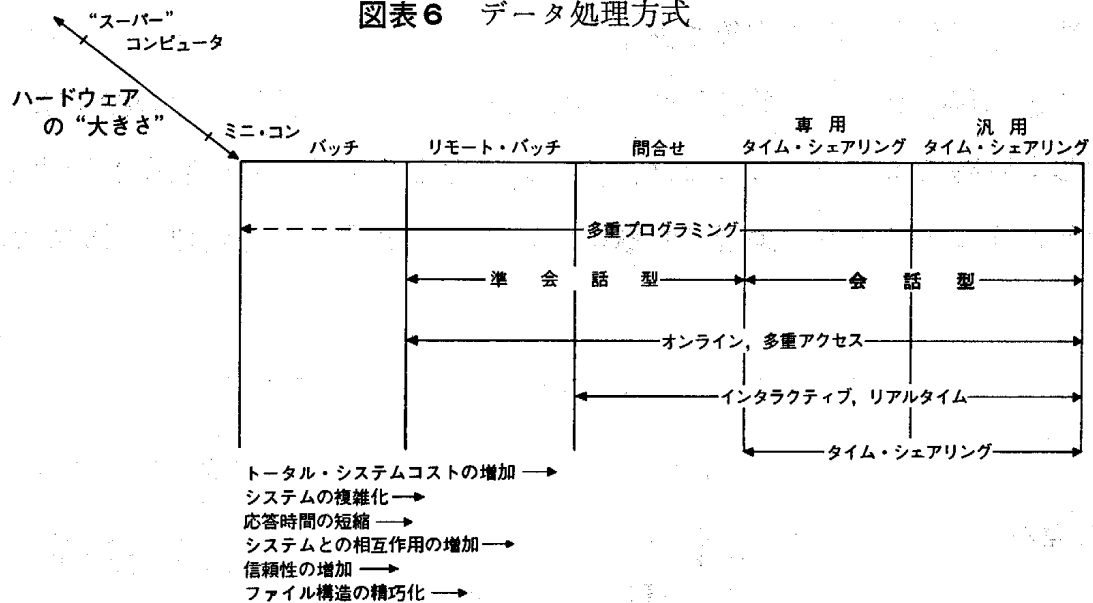 図表6 データ処理方式
“スーパー”
コンピュータ
ハードウェア
の“大きさ”
ミニ・コン
バッチ
リモート・バッチ
問合せ
専用
タイム・シェアリング
汎用
タイム・シェアリング
多重プログラミング
準会話型
会話型
オンライン，多重アクセス
インタラクティブ，リアルタイム
タイム・シェアリング
トータル・システムコストの増加→
システムの複雑化→
応答時間の短縮→
システムとの相互作用の増加→
信頼性の増加→
ファイル構造の精巧化→